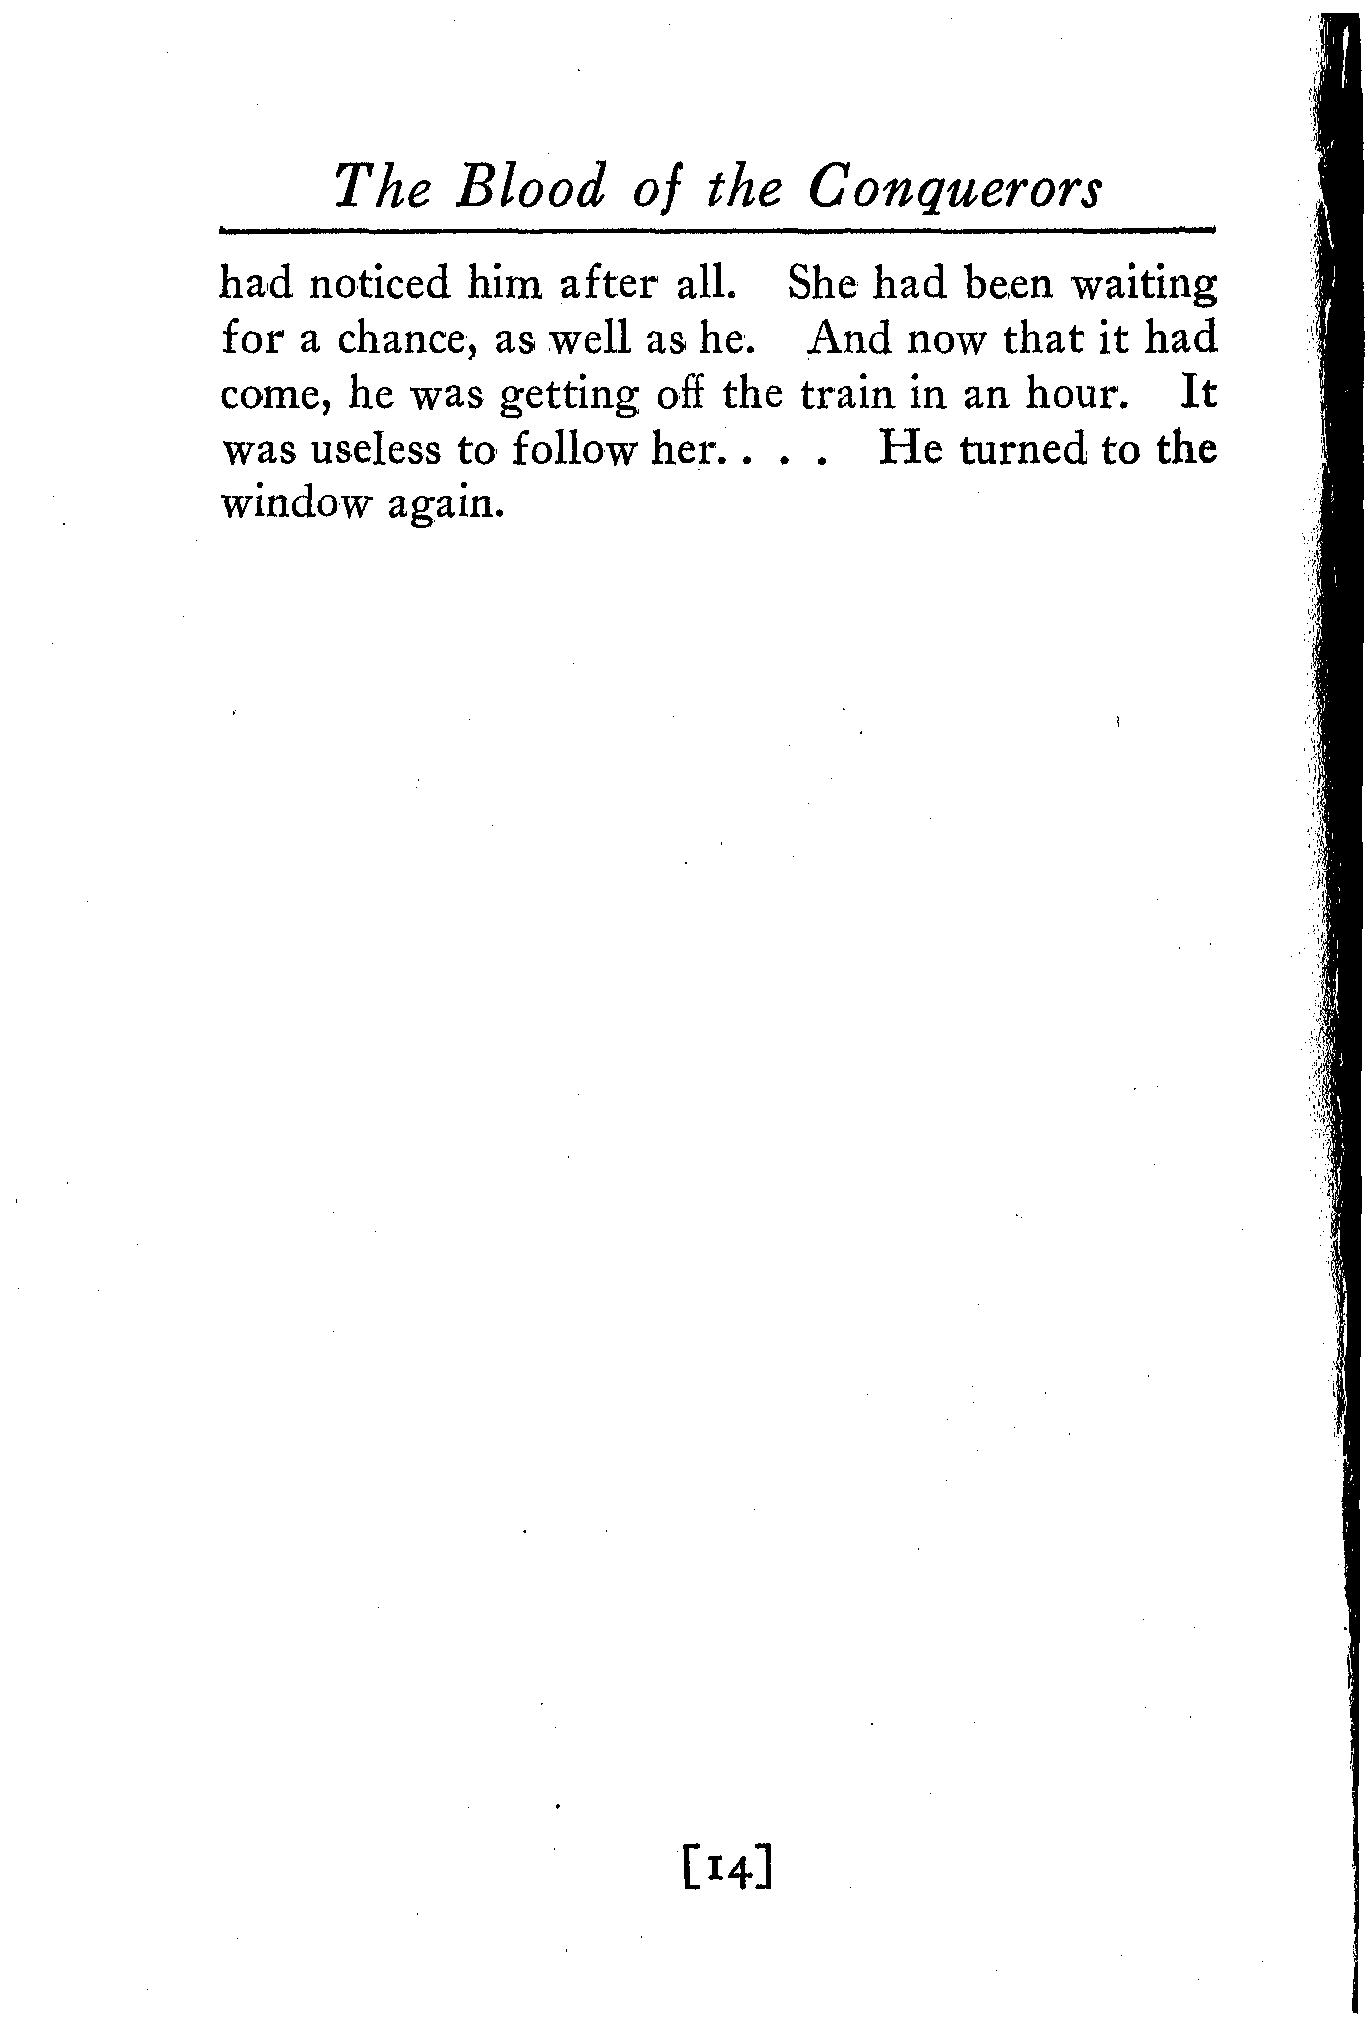 The Blood of the Conquerors
had noticed him after all. She had been waiting
for a chance, as well as he. And now that it had
come, he was getting off the train in an hour. It
was useless to follow her. . . . He turned to the
window again.
[14]